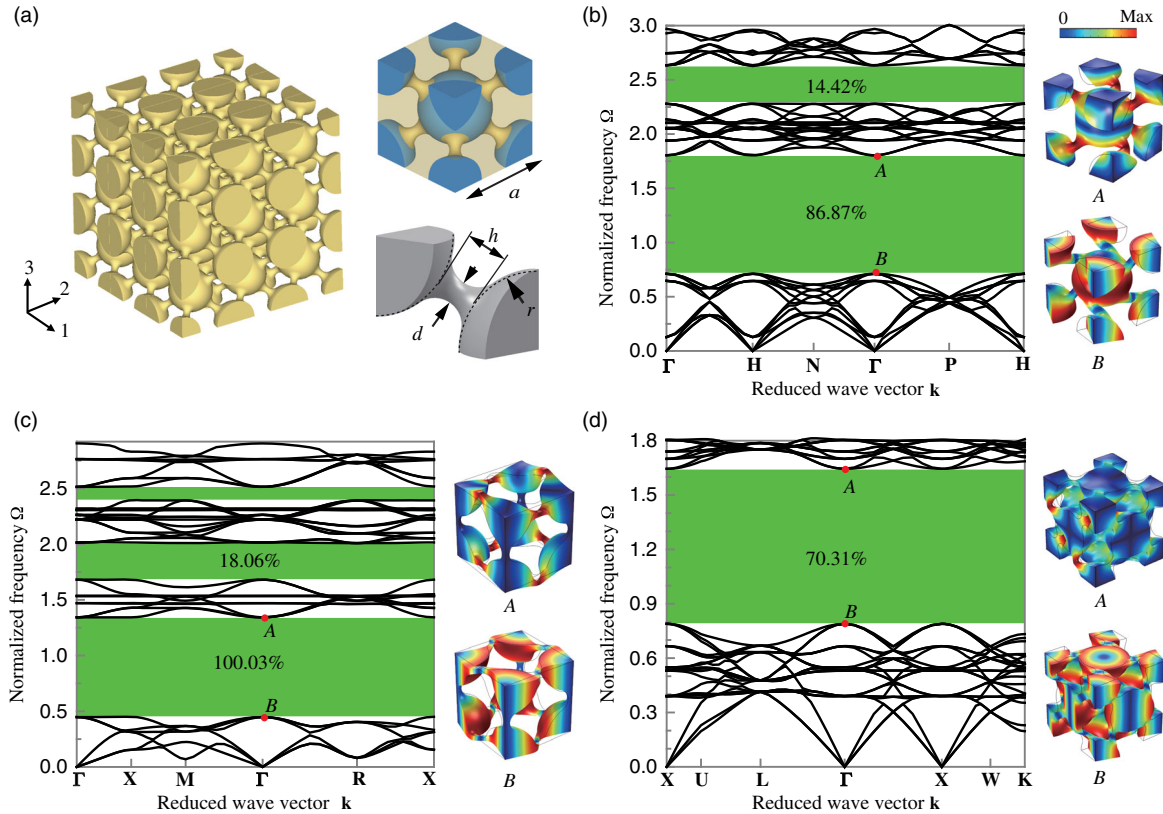 (a)
3
2
1
a
h
r
d
(b)
Normalized frequency Ω
3.0
2.5
2.0
1.5
1.0
0.5
0.0
14.42%
A
86.87%
B
Γ H N Γ P H
Reduced wave vector k
0 Max
A
B
(c)
Normalized frequency Ω
2.5
2.0
1.5
1.0
0.5
0.0
18.06%
A
100.03%
B
Γ X M Γ R X
Reduced wave vector k
A
B
(d)
Normalized frequency Ω
1.8
1.6
1.2
0.9
0.6
0.3
0.0
A
70.31%
B
X U L Γ X W K
Reduced wave vector k
A
B